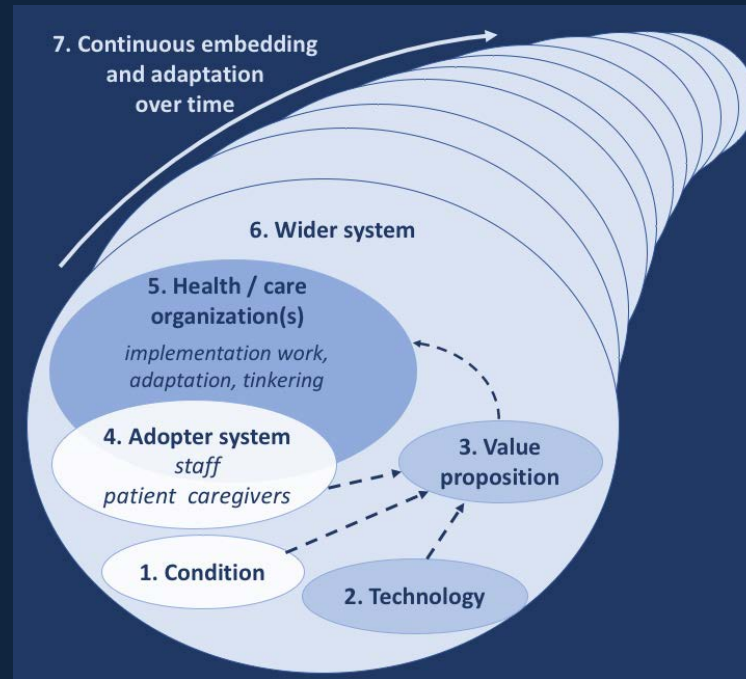 7. Continuous embedding
and adaptation
over time
6. Wider system
5. Health / care
organization(s)
implementation work,
adaptation, tinkering
4. Adopter system
staff
patient  caregivers
3. Value
proposition
1. Condition
2. Technology